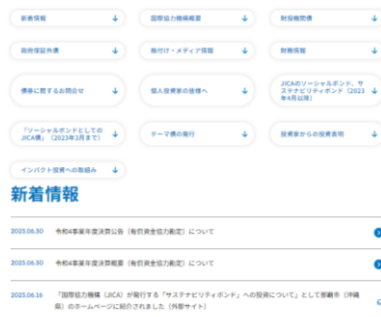 新着情報
国際協力機構概要
財投機関債
政府保証外債
格付け・メディア情報
財務情報
債券に関するお問合せ
個人投資家の皆様へ
JICAのソーシャルボンド、サ
ステナビリティボンド（2023
年4月以降）
「ソーシャルボンドとしての
JICA債」（2023年3月まで）
テーマ債の発行
投資家からの投資表明
インパクト投資への取組み
新着情報
2023.06.30 令和4事業年度決算公告（有償資金協力勘定）について
2023.06.30 令和4事業年度決算概要（有償資金協力勘定）について
2023.06.16 「国際協力機構（JICA）が発行する「サステナビリティボンド」への投資について」として那覇市（沖縄
県）のホームページに紹介されました（外部サイト）